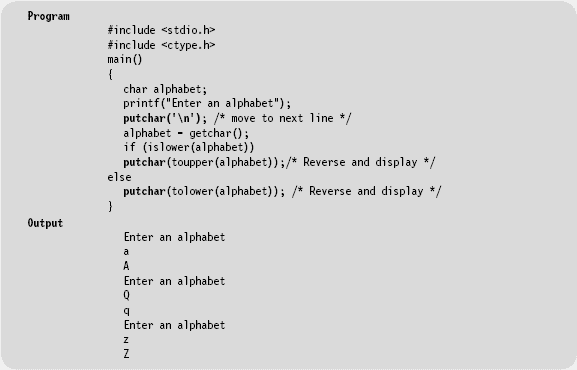 Program
#include <stdio.h>
#include <ctype.h>
main()
{
char alphabet;
printf("Enter an alphabet");
putchar('\n'); /* move to next line */
alphabet = getchar();
if (islower(alphabet))
putchar(toupper(alphabet));/* Reverse and display */
else
putchar(tolower(alphabet)); /* Reverse and display */
}
Output
Enter an alphabet
a
A
Enter an alphabet
Q
q
Enter an alphabet
z
Z